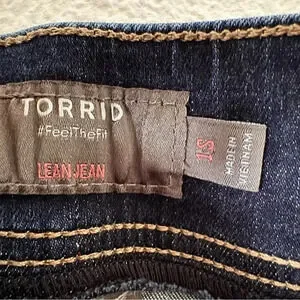 TORRID
#FeelTheFit
LEAN JEAN
18
MADE IN
VIETNAM